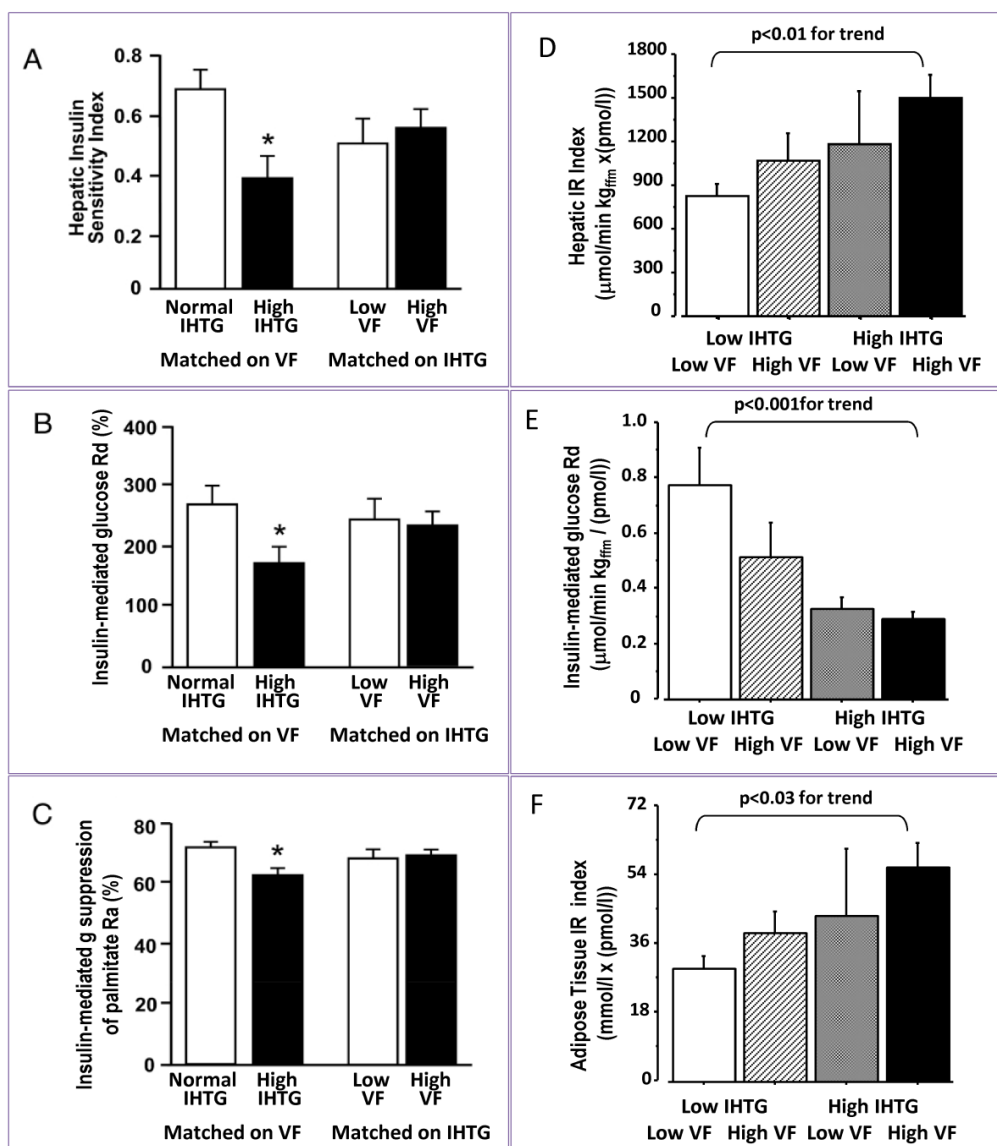 A
Hepatic Insulin
Sensitivity Index
0.8
0.6
0.4
0.2
0
*
Normal High Low High
IHTG IHTG VF VF
Matched on VF Matched on IHTG
D
p<0.01 for trend
Hepatic IR Index
(μmol/min kgffm x(pmo/l))
1800
1500
1200
900
600
300
0
Low IHTG High IHTG
Low VF High VF Low VF High VF
B
Insulin-mediated glucose Rd (%)
400
300
200
100
0
*
Normal High Low High
IHTG IHTG VF VF
Matched on VF Matched on IHTG
E
p<0.001for trend
Insulin-mediated glucose Rd
(μmol/min kgffm / (pmo/l))
1.0
0.8
0.6
0.4
0.2
0
Low IHTG High IHTG
Low VF High VF Low VF High VF
C
Insulin-mediated g suppression
of palmitate Ra (%)
80
60
40
20
0
*
Normal High Low High
IHTG IHTG VF VF
Matched on VF Matched on IHTG
F
p<0.03 for trend
Adipose Tissue IR index
(mmol/l x (pmol/l))
72
54
36
18
0
Low IHTG High IHTG
Low VF High VF Low VF High VF